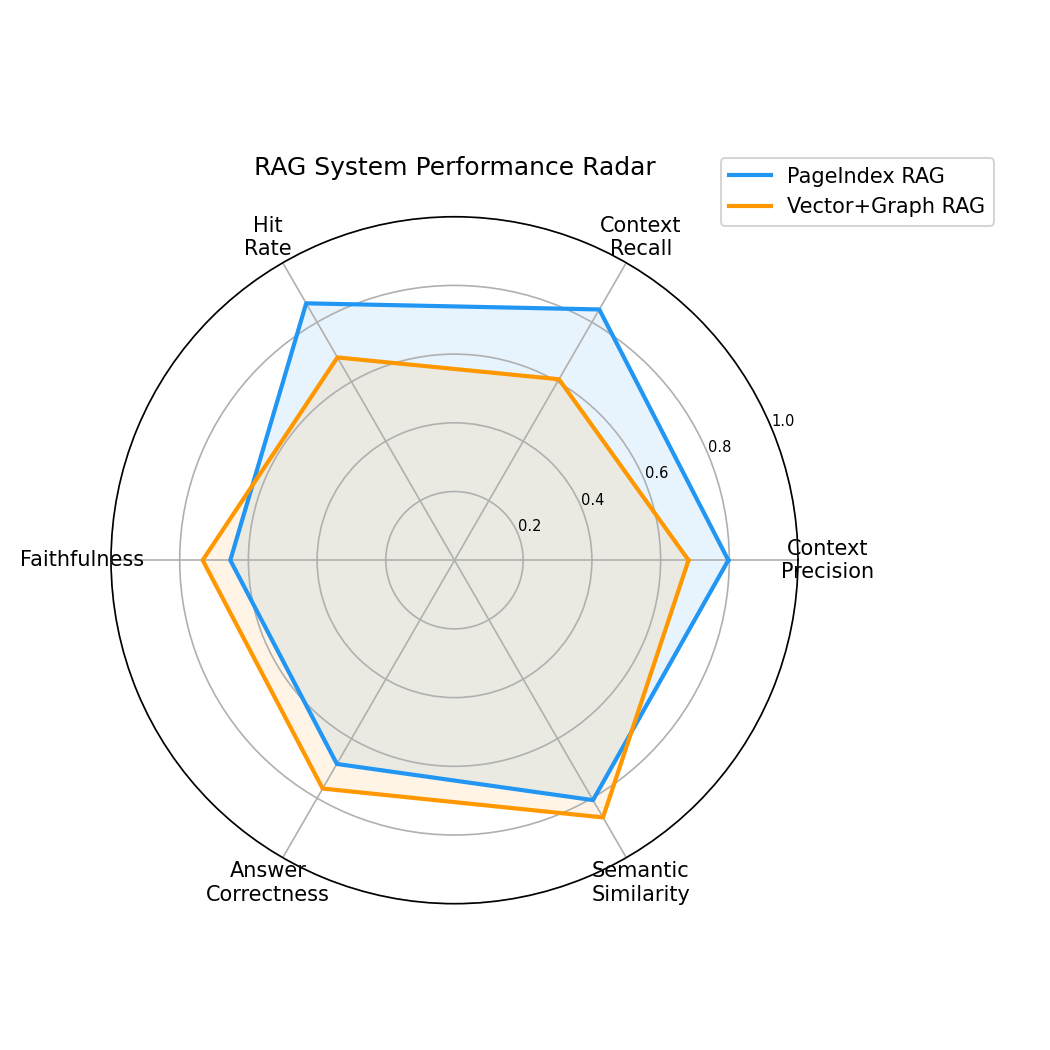 RAG System Performance Radar
PageIndex RAG
Vector+Graph RAG
Hit
Rate
Context
Recall
1.0
0.8
0.6
0.4
0.2
Faithfulness
Context
Precision
Answer
Correctness
Semantic
Similarity